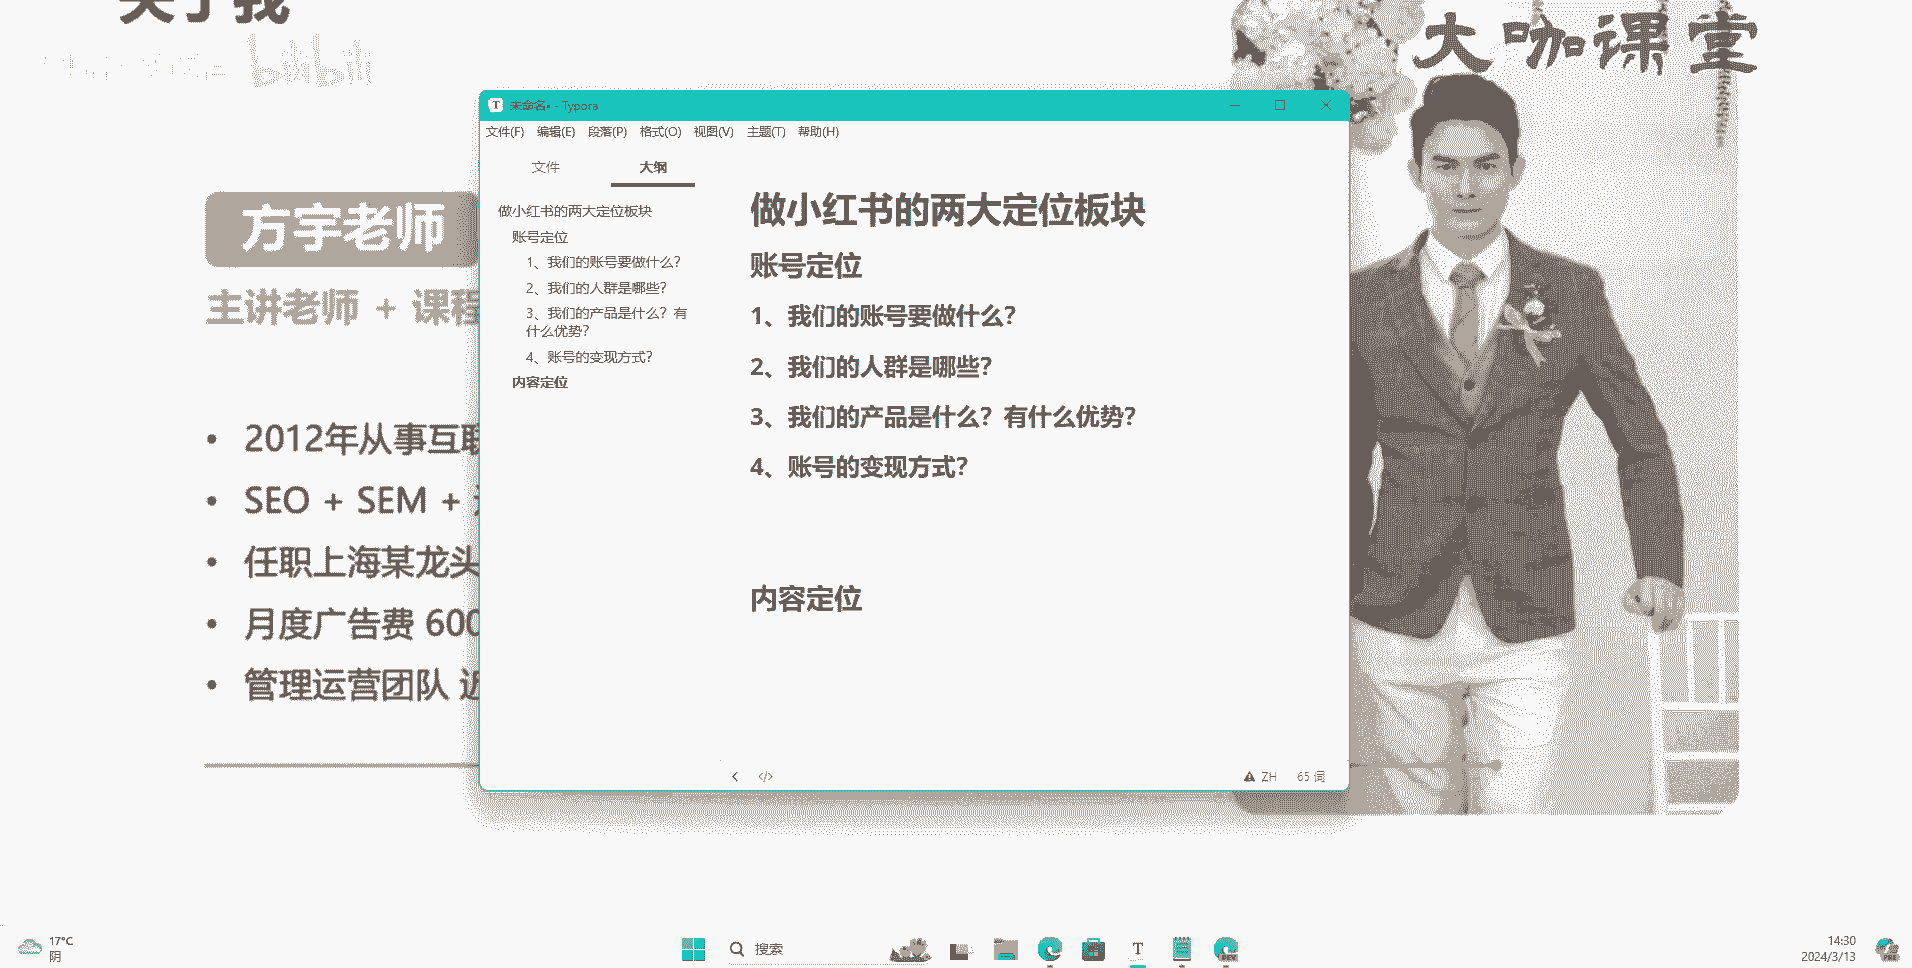 关于我
bilibili
大咖课堂
方宇老师
主讲老师 + 课程
2012年从事互联
SEO + SEM +
任职上海某龙头
月度广告费 600
管理运营团队 近
未命名• - Typora
文件(F) 编辑(E) 段落(P) 格式(O) 视图(V) 主题(T) 帮助(H)
文件 大纲
做小红书的两大定位板块
账号定位
1、我们的账号要做什么？
2、我们的人群是哪些？
3、我们的产品是什么？有
什么优势？
4、账号的变现方式？
内容定位
做小红书的两大定位板块
账号定位
1、我们的账号要做什么？
2、我们的人群是哪些？
3、我们的产品是什么？有什么优势？
4、账号的变现方式？
内容定位
ZH 65 词
17°C
阴
搜索
DEV
14:30
2024/3/13
PRE